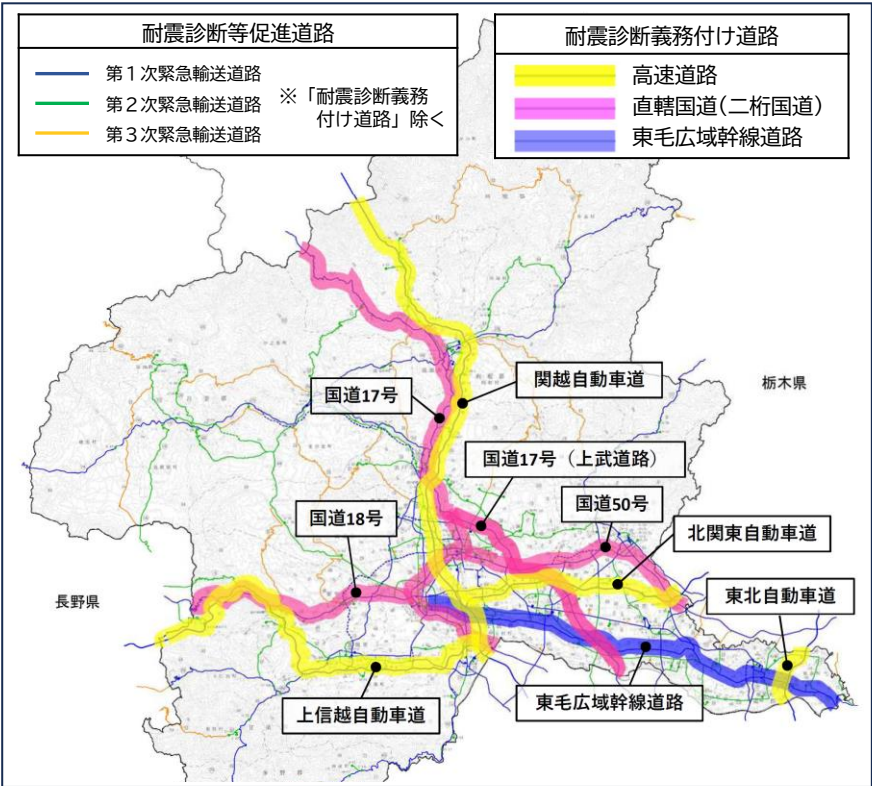 耐震診断等促進道路
第1次緊急輸送道路
第2次緊急輸送道路
第3次緊急輸送道路
※「耐震診断義務
付け道路」除く
耐震診断義務付け道路
高速道路
直轄国道(二桁国道)
東毛広域幹線道路
関越自動車道
栃木県
国道17号
国道17号（上武道路）
国道50号
国道18号
北関東自動車道
長野県
東北自動車道
上信越自動車道
東毛広域幹線道路